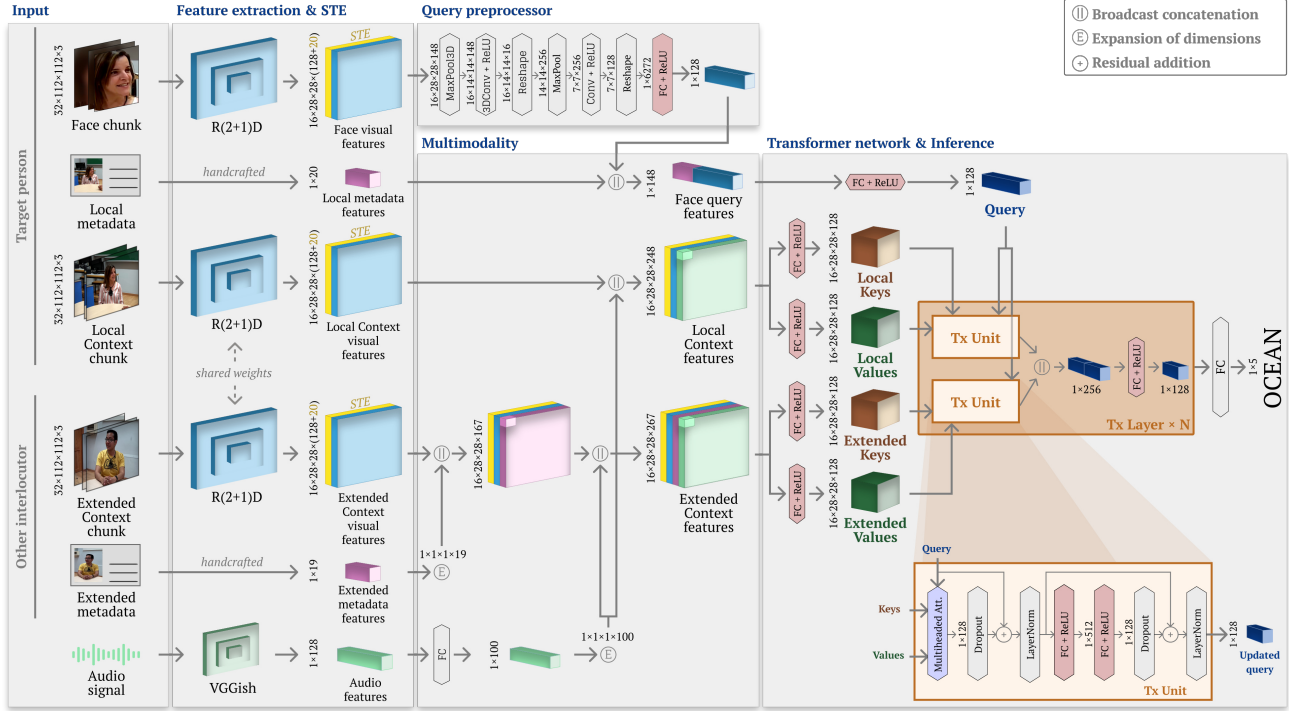 Input
Feature extraction & STE
Query preprocessor
|| Broadcast concatenation
E Expansion of dimensions
+ Residual addition
Target person
32×112×112×3
Face chunk
R(2+1)D
16×28×28×(128+20)
STE
Face visual
features
16×28×28×148
MaxPool3D
16×14×14×148
3DConv + ReLU
16×14×14×16
Reshape
14×14×256
MaxPool
7×7×256
Conv + ReLU
7×7×128
Reshape
1×6272
FC + ReLU
1×128
Multimodality
Transformer network & Inference
Local
metadata
handcrafted
1×20
Local metadata
features
||
1×148
Face query
features
FC + ReLU
1×128
Query
32×112×112×3
Local
Context
chunk
R(2+1)D
16×28×28×(128+20)
STE
Local Context
visual
features
||
16×28×28×248
Local
Context
features
FC + ReLU
16×28×28×128
Local
Keys
FC + ReLU
16×28×28×128
Local
Values
shared weights
Tx Unit
Tx Unit
||
1×256
FC + ReLU
1×128
Tx Layer × N
FC
1×5
OCEAN
Other interlocutor
32×112×112×3
Extended
Context
chunk
R(2+1)D
16×28×28×(128+20)
STE
Extended
Context
visual
features
||
16×28×28×167
||
16×28×28×267
Extended
Context
features
FC + ReLU
16×28×28×128
Extended
Keys
FC + ReLU
16×28×28×128
Extended
Values
Extended
metadata
handcrafted
1×19
Extended
metadata
features
1×1×1×19
E
Audio
signal
VGGish
1×128
Audio
features
FC
1×100
1×1×1×100
E
Query
Keys
Values
Multiheaded Att.
1×128
Dropout
+
LayerNorm
FC + ReLU
1×512
FC + ReLU
1×128
Dropout
+
LayerNorm
1×128
Updated
query
Tx Unit